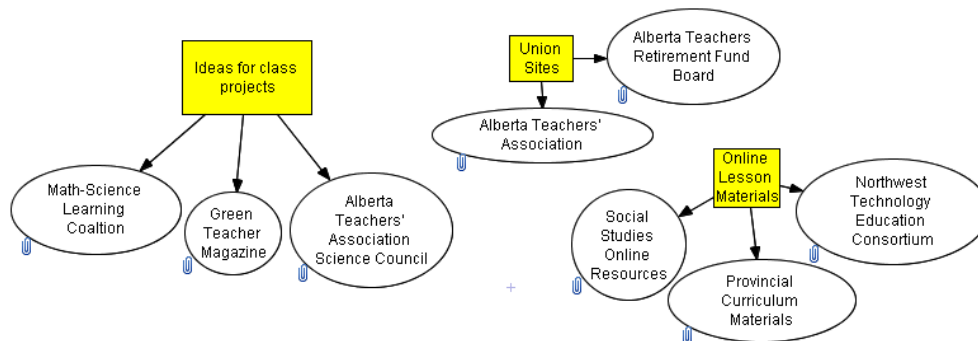 Ideas for class
projects
Math-Science
Learning
Coaltion
Green
Teacher
Magazine
Alberta
Teachers'
Association
Science Council
Union
Sites
Alberta Teachers
Retirement Fund
Board
Alberta Teachers'
Association
Online
Lesson
Materials
Social
Studies
Online
Resources
Provincial
Curriculum
Materials
Northwest
Technology
Education
Consortium